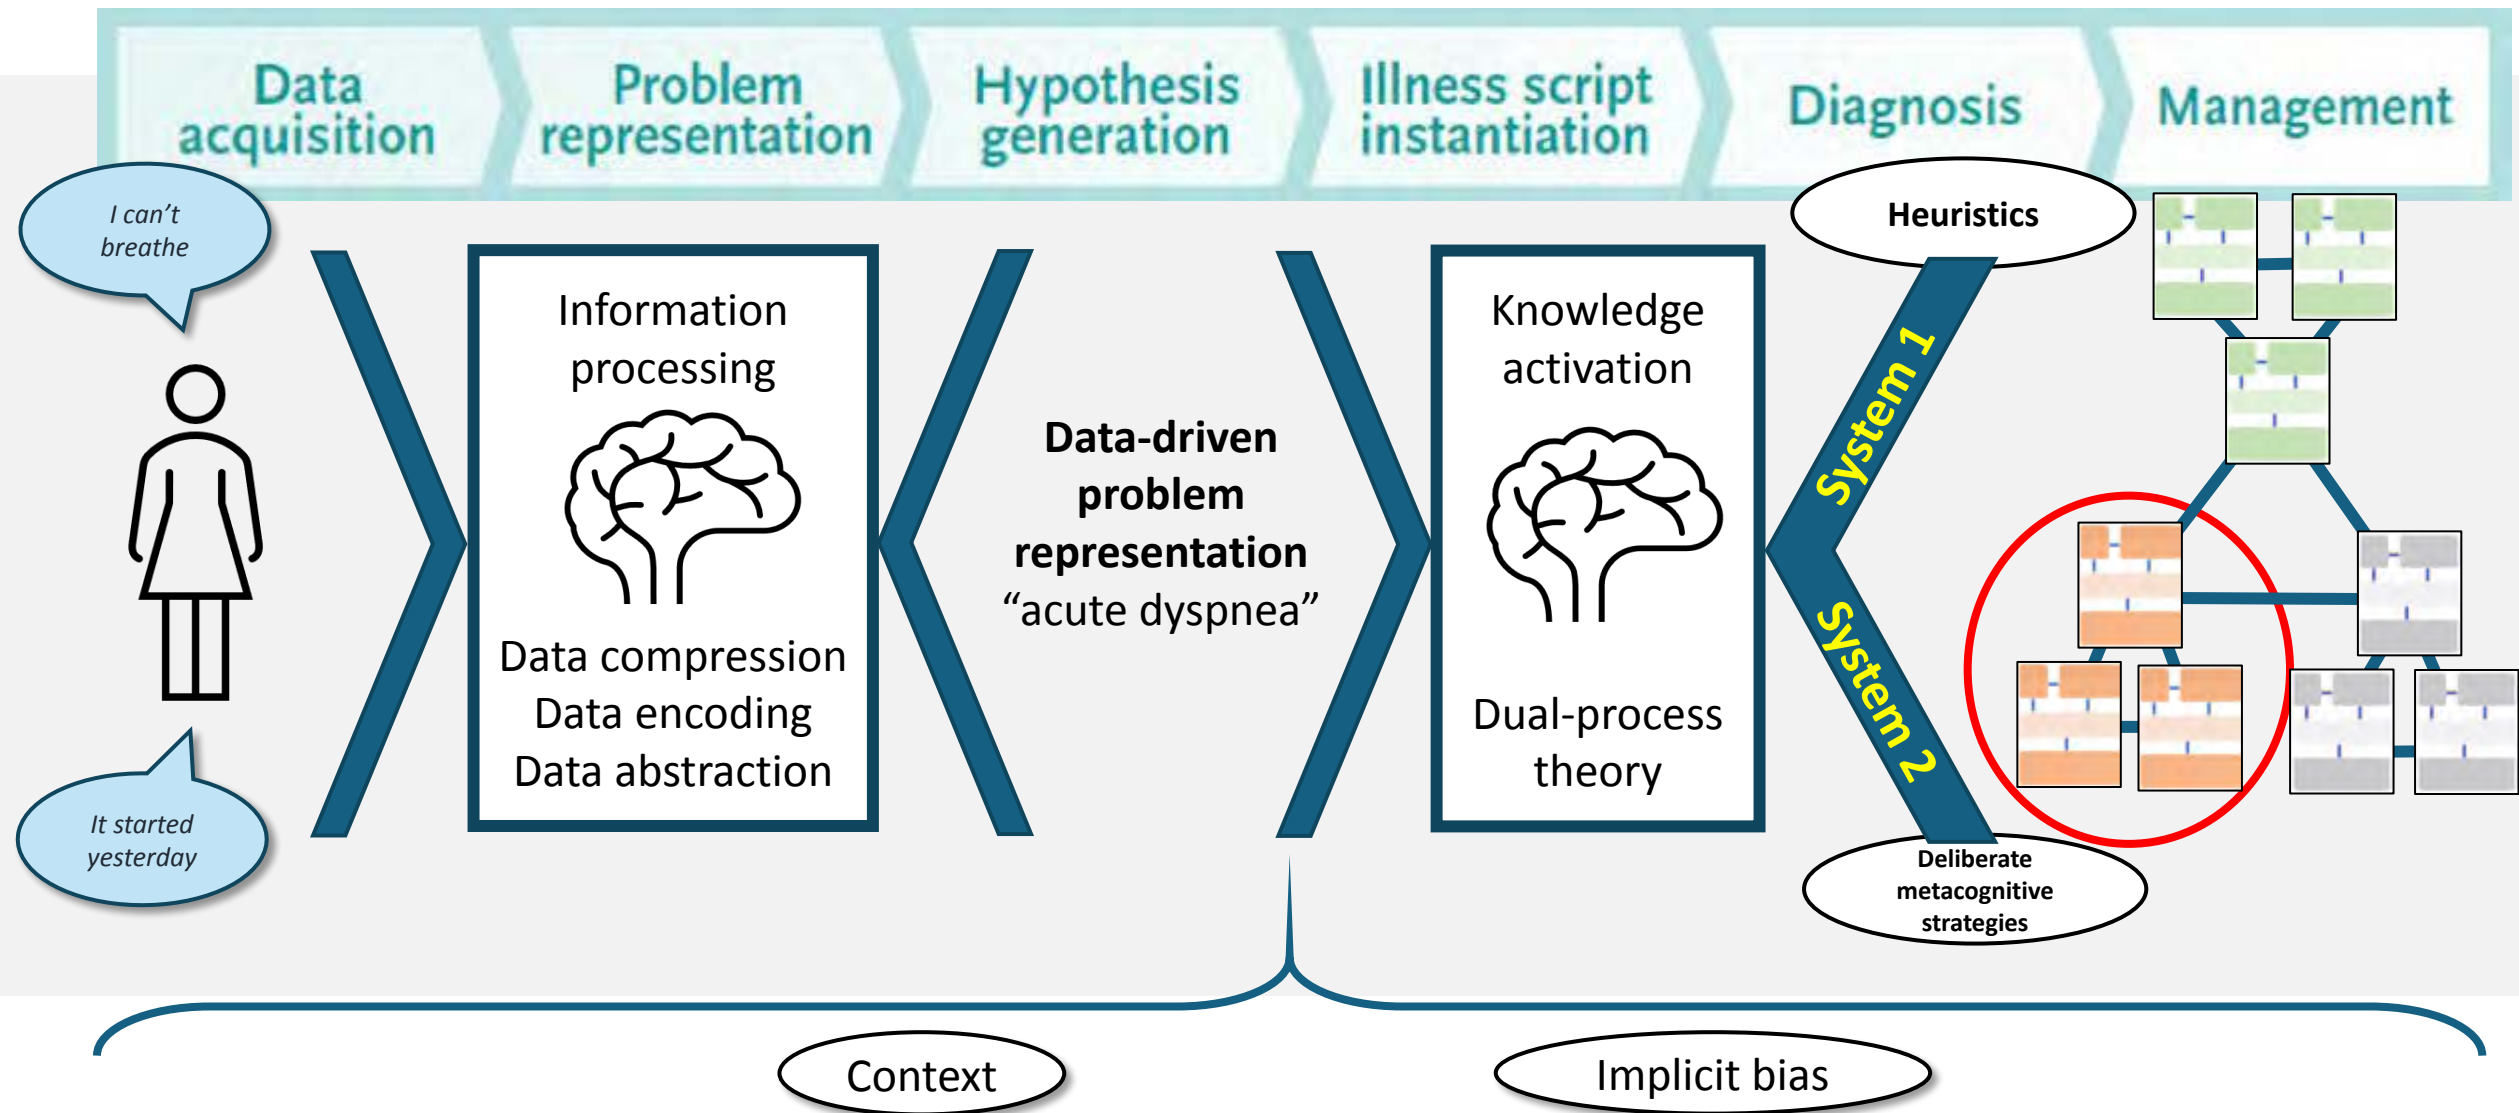 Data
acquisition
Problem
representation
Hypothesis
generation
Illness script
instantiation
Diagnosis
Management
I can't
breathe
It started
yesterday
Information
processing
Data compression
Data encoding
Data abstraction
Data-driven
problem
representation
“acute dyspnea”
Knowledge
activation
Dual-process
theory
Heuristics
System 1
System 2
Deliberate
metacognitive
strategies
Context
Implicit bias